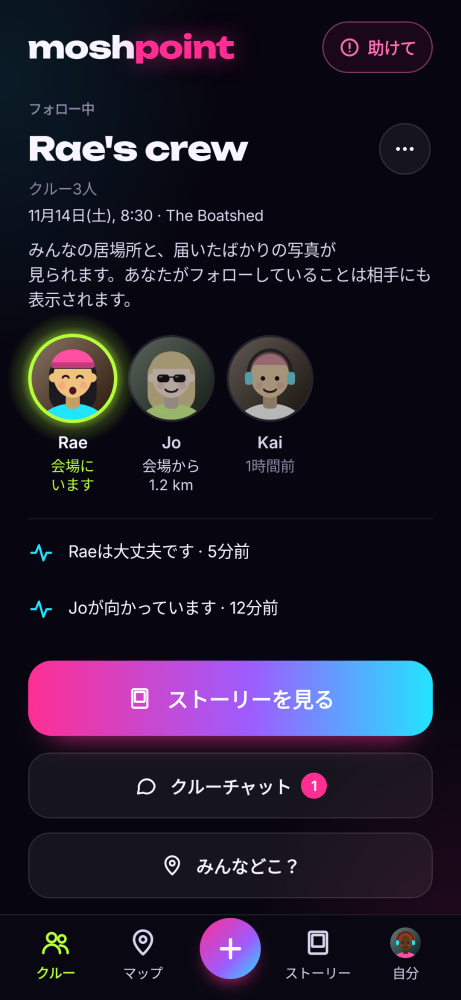 moshpoint
助けて
フォロー中
Rae's crew
クルー3人
11月14日(土), 8:30 · The Boatshed
みんなの居場所と、届いたばかりの写真が
見られます。あなたがフォローしていることは相手にも
表示されます。
Rae
会場に
います
Jo
会場から
1.2 km
Kai
1時間前
Raeは大丈夫です · 5分前
Joが向かっています · 12分前
ストーリーを見る
クルーチャット 1
みんなどこ？
クルー
マップ
ストーリー
自分